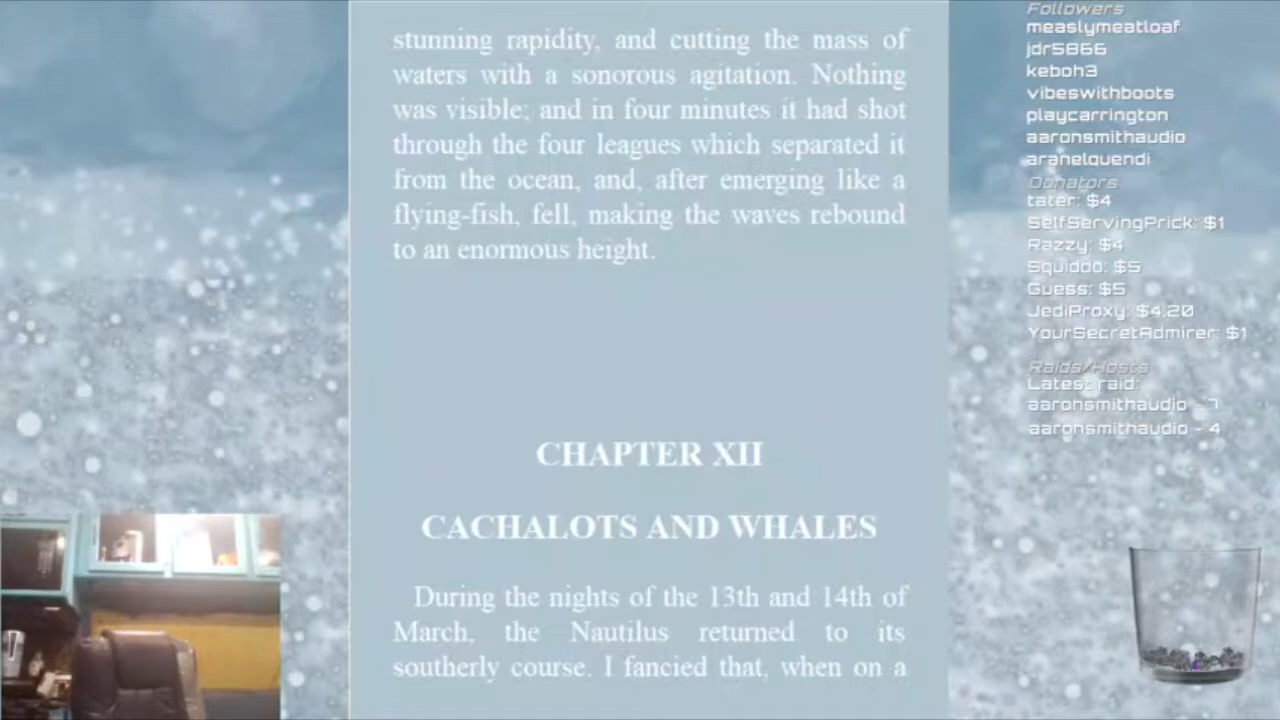 stunning rapidity, and cutting the mass of
waters with a sonorous agitation. Nothing
was visible; and in four minutes it had shot
through the four leagues which separated it
from the ocean, and, after emerging like a
flying-fish, fell, making the waves rebound
to an enormous height.
CHAPTER XII
CACHALOTS AND WHALES
During the nights of the 13th and 14th of
March, the Nautilus returned to its
southerly course. I fancied that, when on a
Followers
measlymeatloaf
jdr5866
keboh3
vibeswithboots
playcarrington
aaronsmithaudio
aranelquendi
Donators
tater: $4
SelfServingPrick: $1
Razzy: $4
Squidoo: $5
Guess: $5
JediProxy: $4.20
YourSecretAdmirer: $1
Raids/Hosts
Latest raid:
aaronsmithaudio - 7
aaronsmithaudio - 4